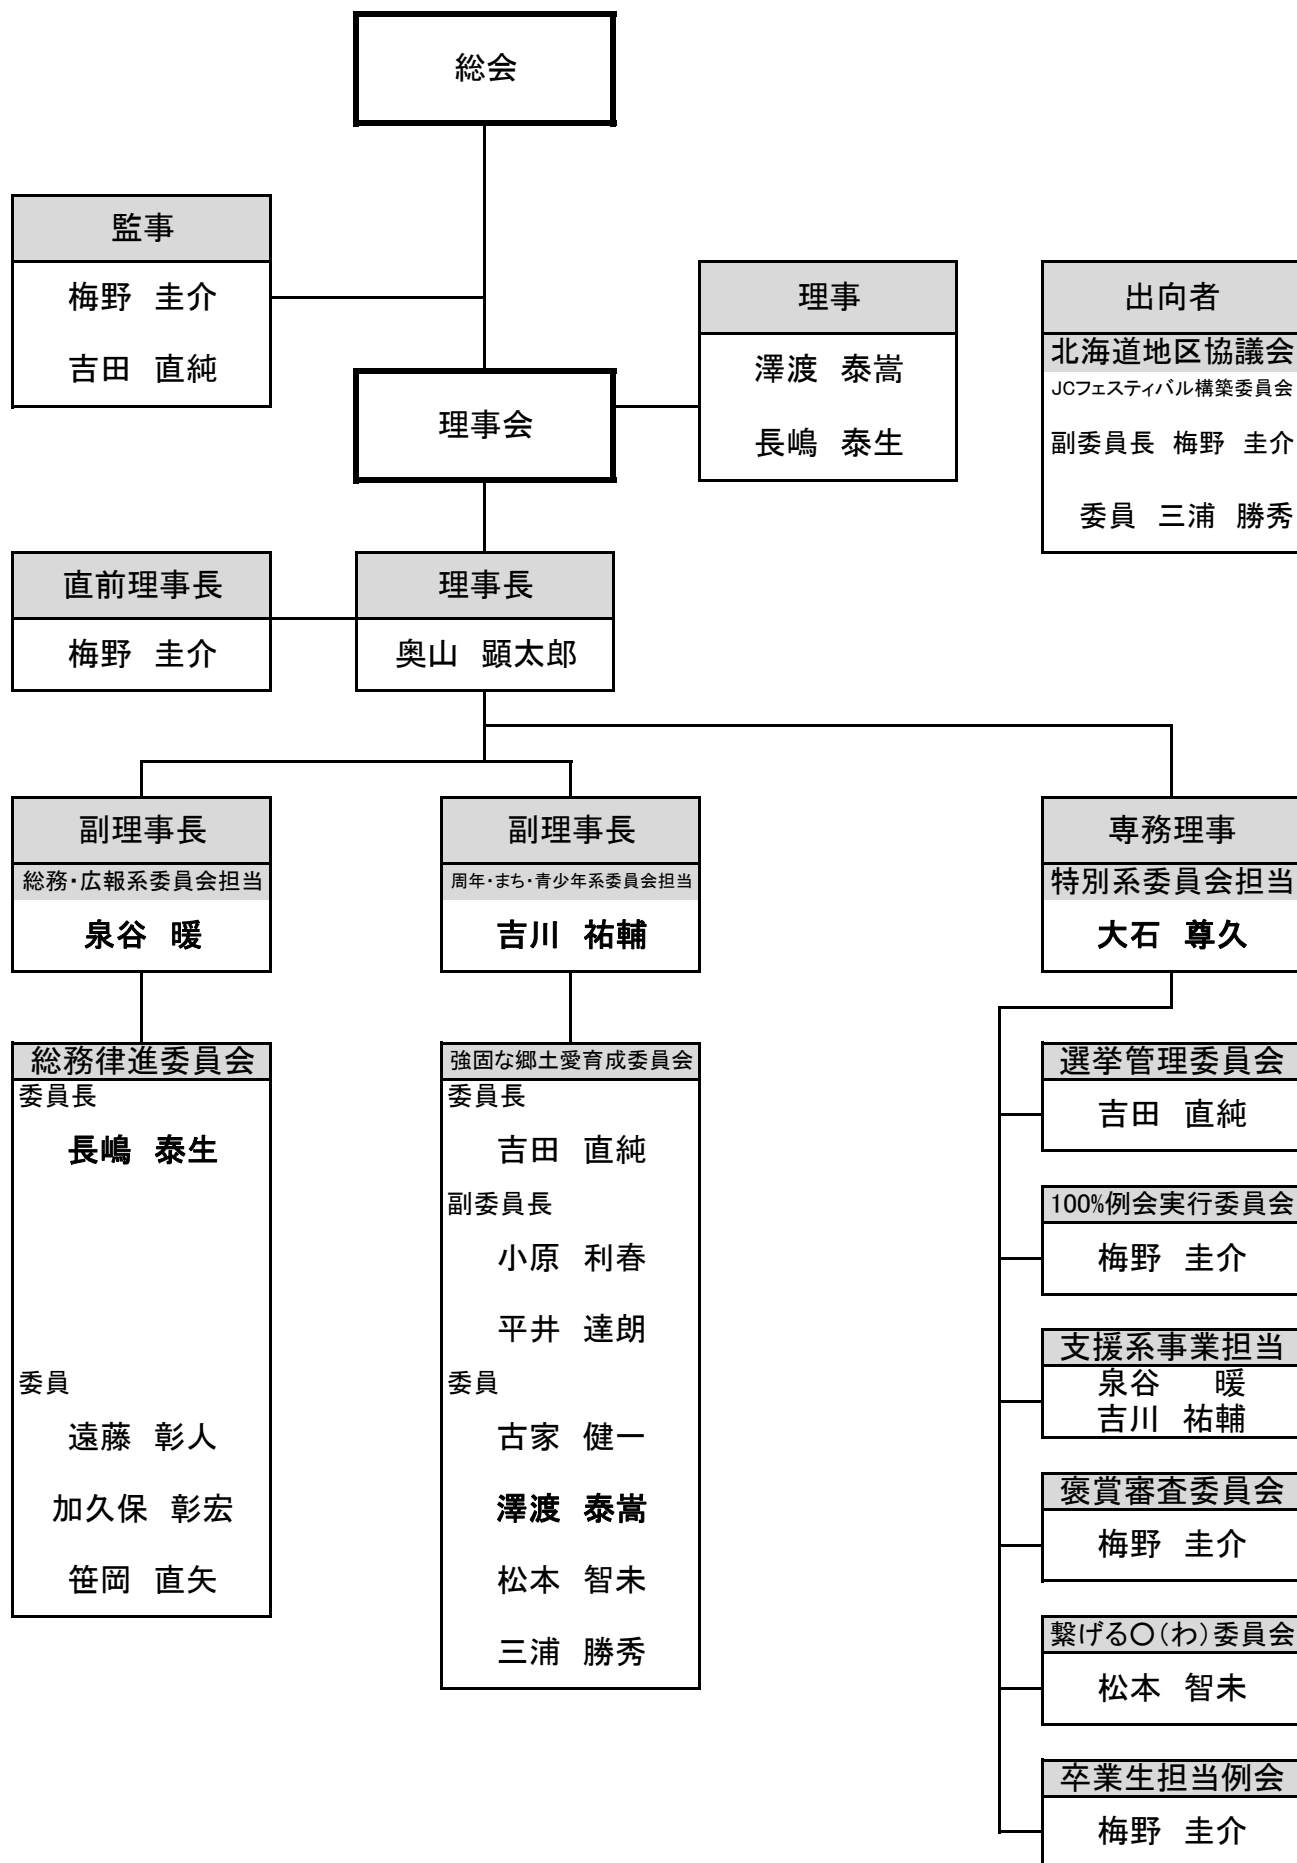 総会
監事
梅野 圭介
吉田 直純
理事
澤渡 泰嵩
長嶋 泰生
出向者
北海道地区協議会
JCフェスティバル構築委員会
副委員長 梅野 圭介
委員 三浦 勝秀
理事会
直前理事長
梅野 圭介
理事長
奥山 顕太郎
副理事長
総務・広報系委員会担当
泉谷 暖
副理事長
周年・まち・青少年系委員会担当
吉川 祐輔
専務理事
特別系委員会担当
大石 尊久
総務律進委員会
委員長
長嶋 泰生
委員
遠藤 彰人
加久保 彰宏
笹岡 直矢
強固な郷土愛育成委員会
委員長
吉田 直純
副委員長
小原 利春
平井 達朗
委員
古家 健一
澤渡 泰嵩
松本 智未
三浦 勝秀
選挙管理委員会
吉田 直純
100%例会実行委員会
梅野 圭介
支援系事業担当
泉谷 暖
吉川 祐輔
褒賞審査委員会
梅野 圭介
繋げる〇(わ)委員会
松本 智未
卒業生担当例会
梅野 圭介